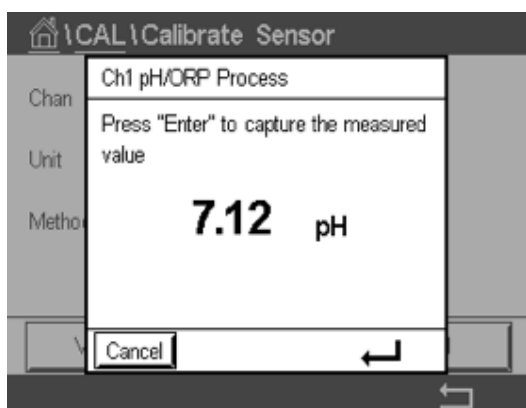 \CAL\Calibrate Sensor
Ch1 pH/ORP Process
Chan
Press "Enter" to capture the measured
Unit value
Metho
7.12 pH
Cancel